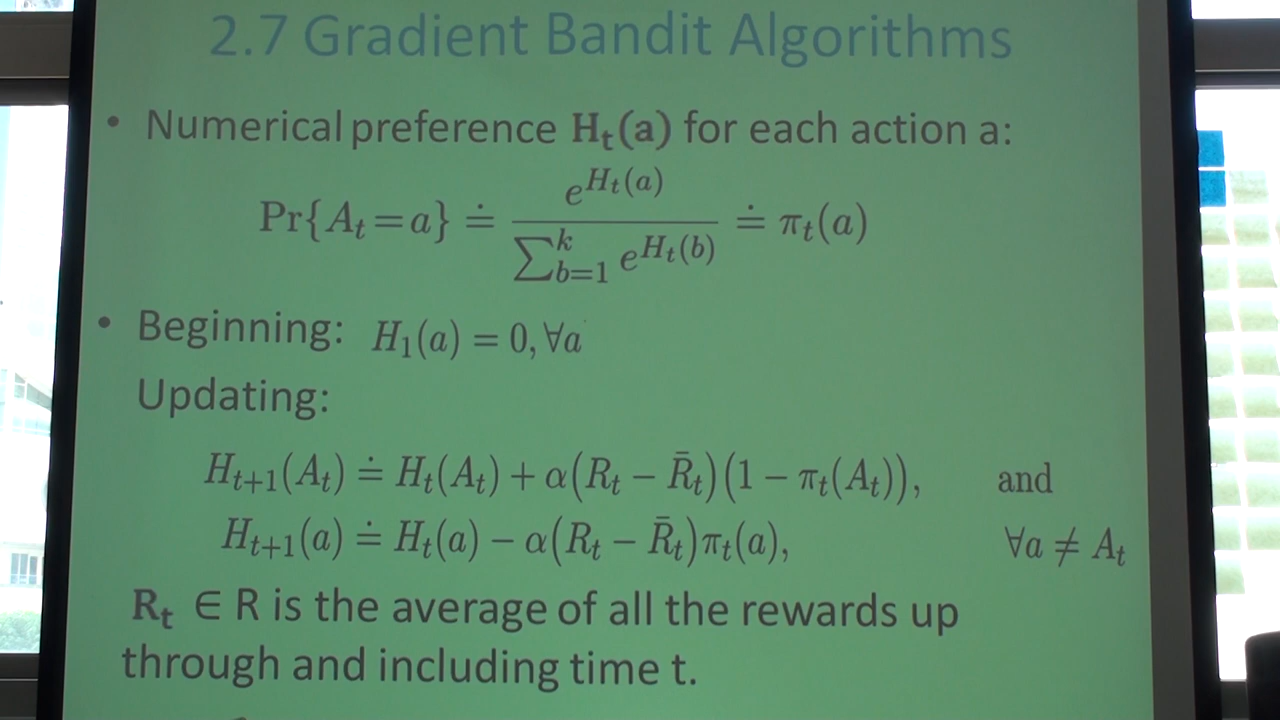 2.7 Gradient Bandit Algorithms
• Numerical preference Hₜ(a) for each action a:
Pr{Aₜ=a} ≐ e^{Hₜ(a)} / ∑_{b=1}^{k} e^{Hₜ(b)} ≐ πₜ(a)
• Beginning: H₁(a) = 0, ∀a
Updating:
Hₜ₊₁(Aₜ) ≐ Hₜ(Aₜ) + α(Rₜ − R̄ₜ)(1 − πₜ(Aₜ)), and
Hₜ₊₁(a) ≐ Hₜ(a) − α(Rₜ − R̄ₜ)πₜ(a), ∀a ≠ Aₜ
Rₜ ∈ R is the average of all the rewards up
through and including time t.